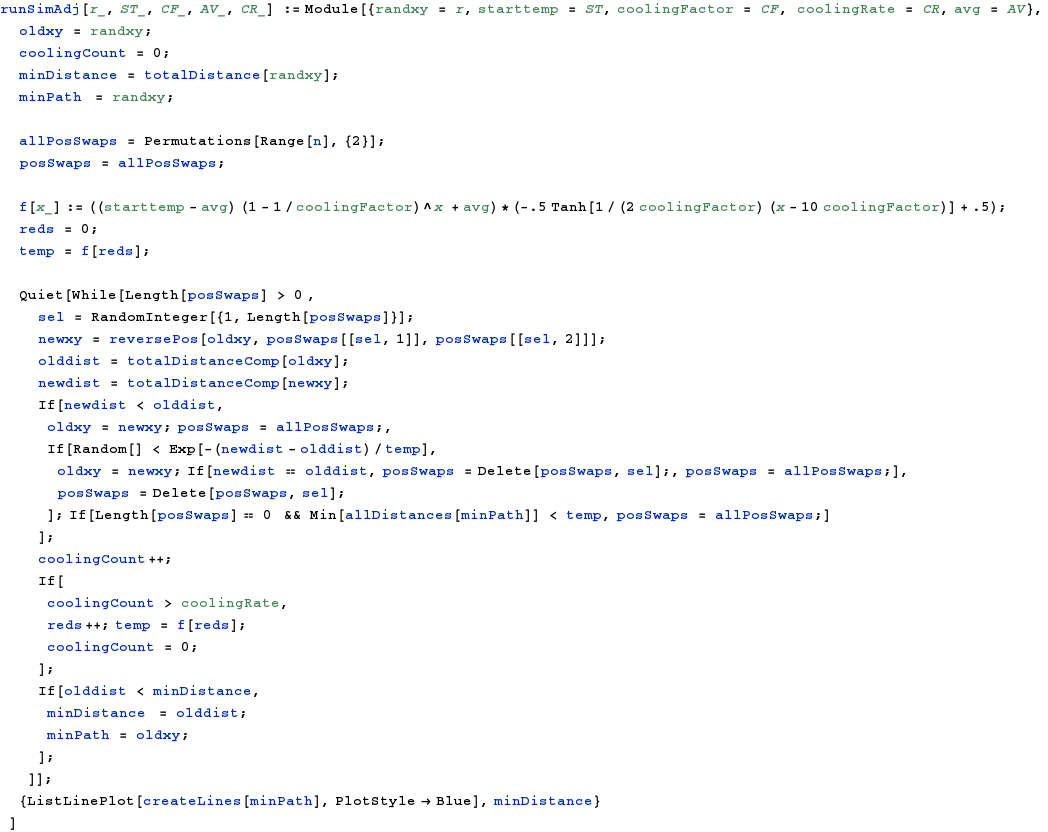 runSimAdj[r_, ST_, CF_, AV_, CR_] := Module[{randxy = r, starttemp = ST, coolingFactor = CF, coolingRate = CR, avg = AV},
oldxy = randxy;
coolingCount = 0;
minDistance = totalDistance[randxy];
minPath = randxy;
allPosSwaps = Permutations[Range[n], {2}];
posSwaps = allPosSwaps;
f[x_] := ((starttemp - avg) (1 - 1 / coolingFactor) ^ x + avg) * (-.5 Tanh[1 / (2 coolingFactor) (x - 10 coolingFactor)] + .5);
reds = 0;
temp = f[reds];
Quiet[While[Length[posSwaps] > 0 ,
sel = RandomInteger[{1, Length[posSwaps]}];
newxy = reversePos[oldxy, posSwaps[[sel, 1]], posSwaps[[sel, 2]]];
olddist = totalDistanceComp[oldxy];
newdist = totalDistanceComp[newxy];
If[newdist < olddist,
oldxy = newxy; posSwaps = allPosSwaps;,
If[Random[] < Exp[-(newdist - olddist) / temp],
oldxy = newxy; If[newdist == olddist, posSwaps = Delete[posSwaps, sel];, posSwaps = allPosSwaps;],
posSwaps = Delete[posSwaps, sel];
]; If[Length[posSwaps] == 0 && Min[allDistances[minPath]] < temp, posSwaps = allPosSwaps;]
];
coolingCount ++;
If[
coolingCount > coolingRate,
reds ++; temp = f[reds];
coolingCount = 0;
];
If[olddist < minDistance,
minDistance = olddist;
minPath = oldxy;
];
]];
{ListLinePlot[createLines[minPath], PlotStyle → Blue], minDistance}
]